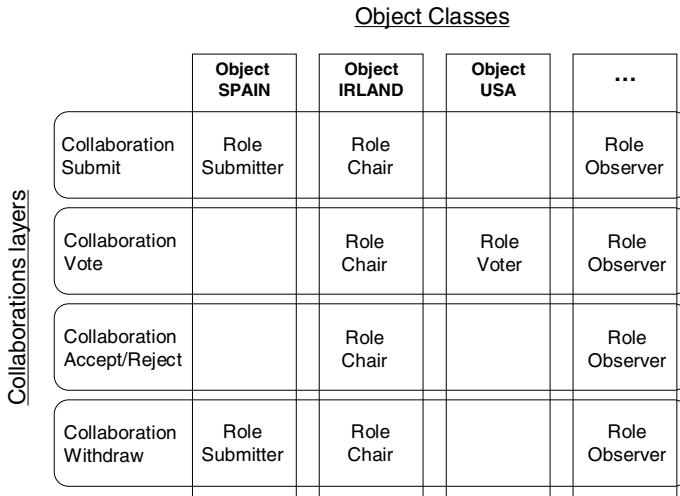 Object Classes
Object
SPAIN
Object
IRLAND
Object
USA
...
Collaborations layers
Collaboration
Submit
Role
Submitter
Role
Chair
Role
Observer
Collaboration
Vote
Role
Chair
Role
Voter
Role
Observer
Collaboration
Accept/Reject
Role
Chair
Role
Observer
Collaboration
Withdraw
Role
Submitter
Role
Chair
Role
Observer